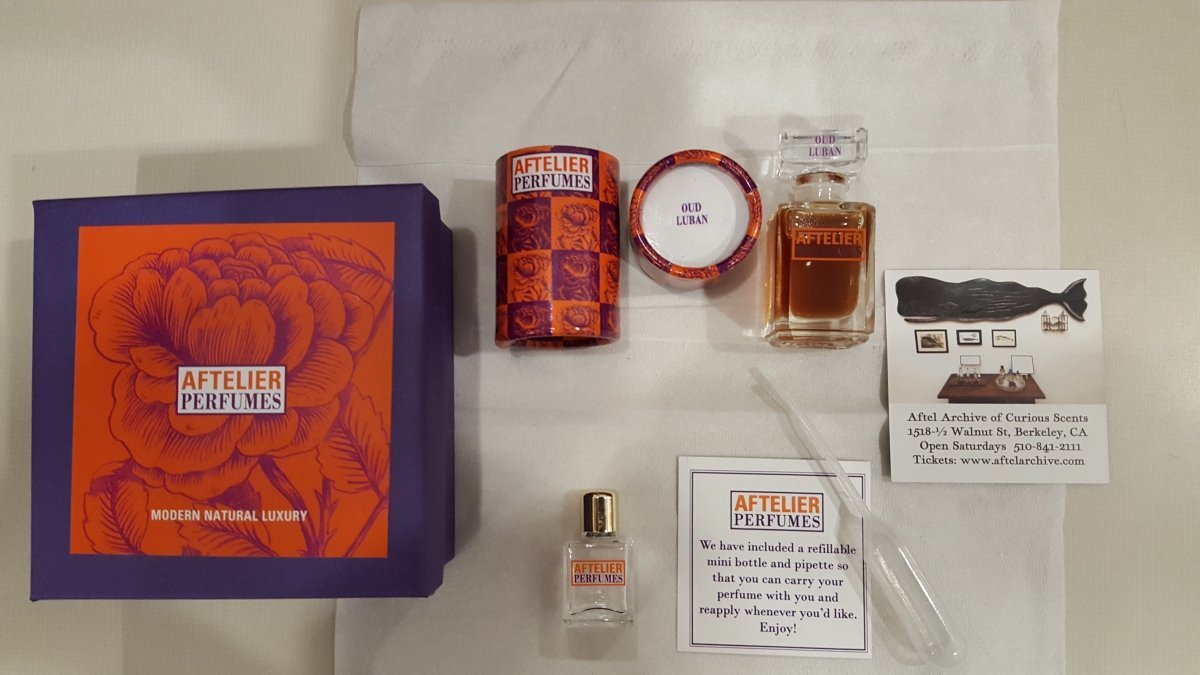 AFTELIER
PERFUMES
MODERN NATURAL LUXURY
AFTELIER
PERFUMES
OUD
LUBAN
OUD
LUBAN
AFTELIER
Aftel Archive of Curious Scents
1518-½ Walnut St, Berkeley, CA
Open Saturdays 510-841-2111
Tickets: www.aftelarchive.com
AFTELIER
PERFUMES
AFTELIER
PERFUMES
We have included a refillable
mini bottle and pipette so
that you can carry your
perfume with you and
reapply whenever you'd like.
Enjoy!